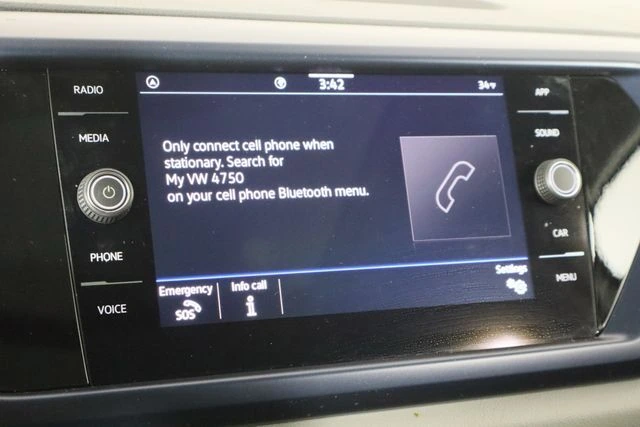 RADIO
MEDIA
PHONE
VOICE
3:42
34°F
Only connect cell phone when
stationary. Search for
My VW 4750
on your cell phone Bluetooth menu.
Emergency
SOS
Info call
i
Settings
APP
SOUND
CAR
MENU